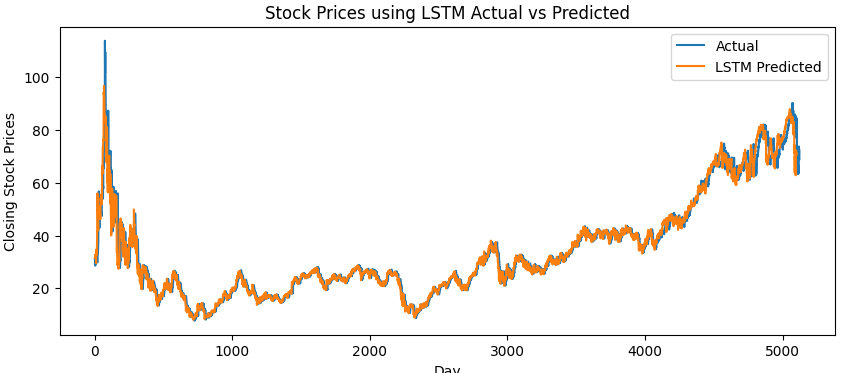 Stock Prices using LSTM Actual vs Predicted
Actual
LSTM Predicted
Closing Stock Prices
100
80
60
40
20
0
1000
2000
3000
4000
5000
Day